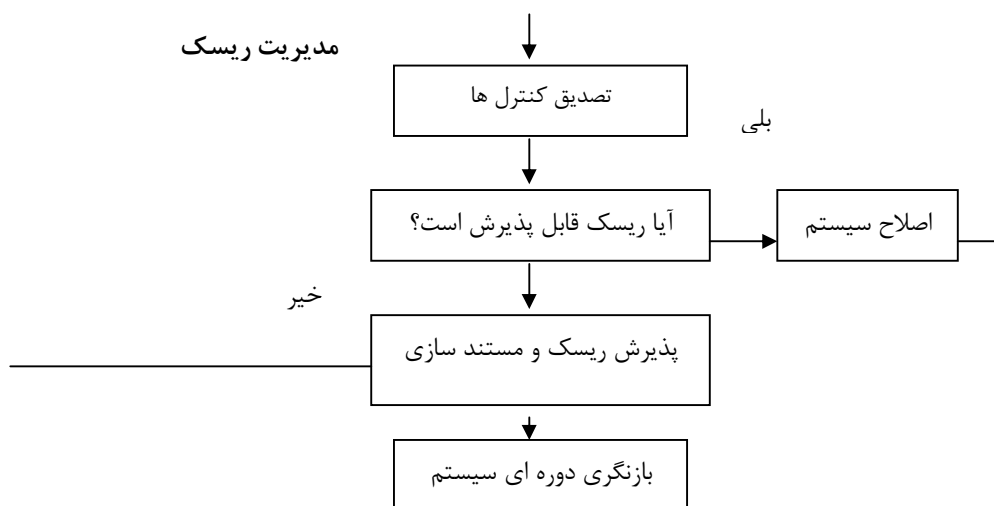 مدیریت ریسک
تصدیق کنترل ها
بلی
آیا ریسک قابل پذیرش است؟
اصلاح سیستم
خیر
پذیرش ریسک و مستند سازی
بازنگری دوره ای سیستم